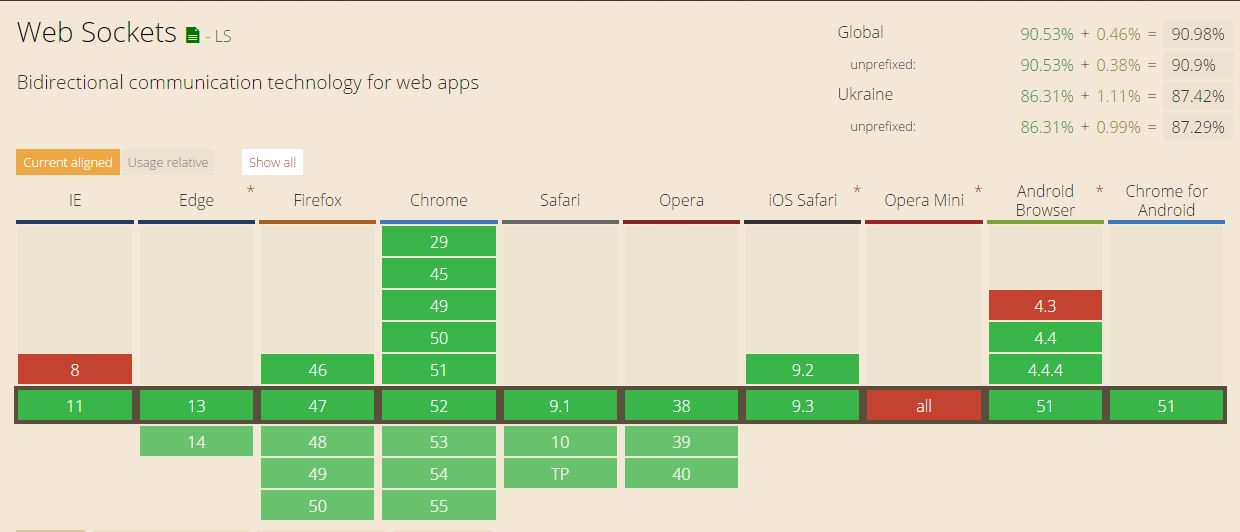 Web Sockets - LS
Global 90.53% + 0.46% = 90.98%
unprefixed: 90.53% + 0.38% = 90.9%
Bidirectional communication technology for web apps
Ukraine 86.31% + 1.11% = 87.42%
unprefixed: 86.31% + 0.99% = 87.29%
Current aligned Usage relative Show all
IE Edge * Firefox Chrome Safari Opera iOS Safari * Opera Mini * Android Browser * Chrome for Android
29
45
49 4.3
50 4.4
8 46 51 9.2 4.4.4
11 13 47 52 9.1 38 9.3 all 51 51
14 48 53 10 39
49 54 TP 40
50 55